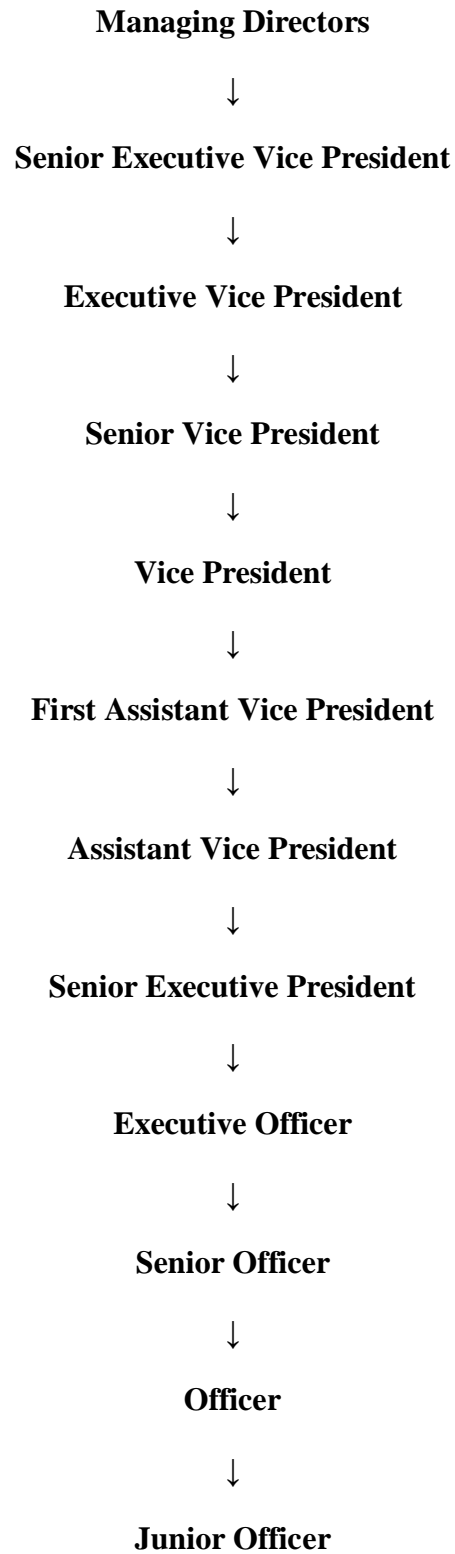 Managing Directors
↓
Senior Executive Vice President
↓
Executive Vice President
↓
Senior Vice President
↓
Vice President
↓
First Assistant Vice President
↓
Assistant Vice President
↓
Senior Executive President
↓
Executive Officer
↓
Senior Officer
↓
Officer
↓
Junior Officer